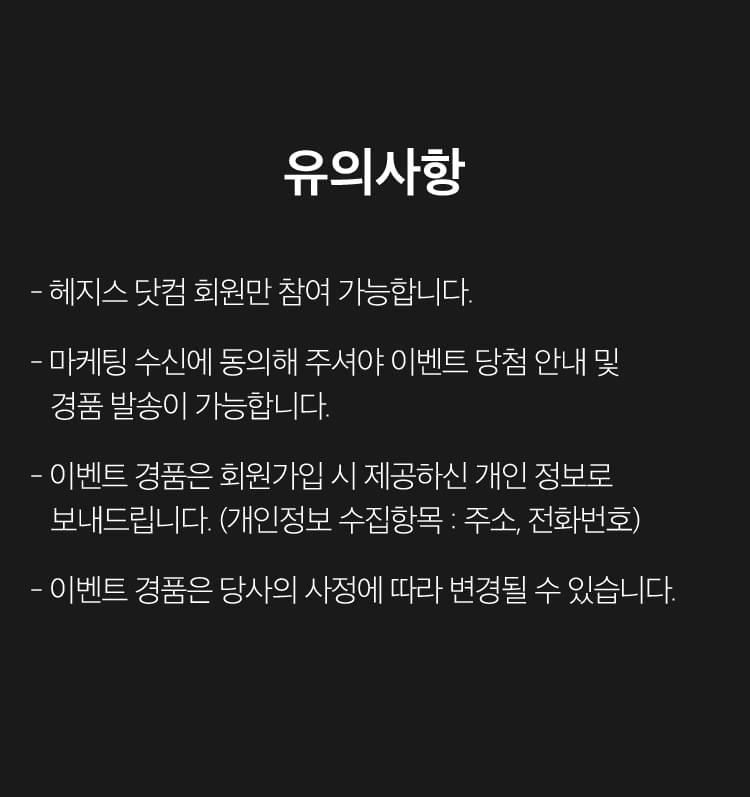 유의사항
- 헤지스 닷컴 회원만 참여 가능합니다.
- 마케팅 수신에 동의해 주셔야 이벤트 당첨 안내 및
경품 발송이 가능합니다.
- 이벤트 경품은 회원가입 시 제공하신 개인 정보로
보내드립니다. (개인정보 수집항목 : 주소, 전화번호)
- 이벤트 경품은 당사의 사정에 따라 변경될 수 있습니다.